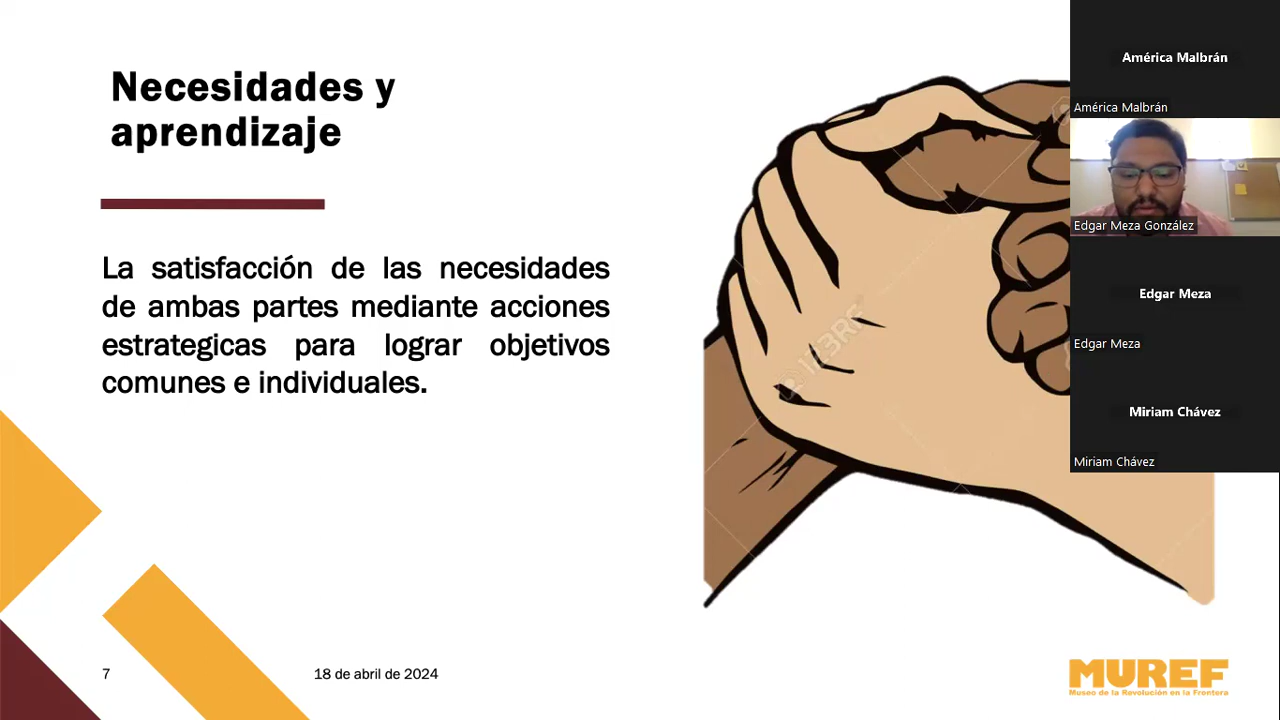 Necesidades y
aprendizaje
La satisfacción de las necesidades
de ambas partes mediante acciones
estrategicas para lograr objetivos
comunes e individuales.
7
18 de abril de 2024
MUREF
Museo de la Revolución en la Frontera
123RF
América Malbrán
América Malbrán
Edgar Meza González
Edgar Meza
Edgar Meza
Miriam Chávez
Miriam Chávez